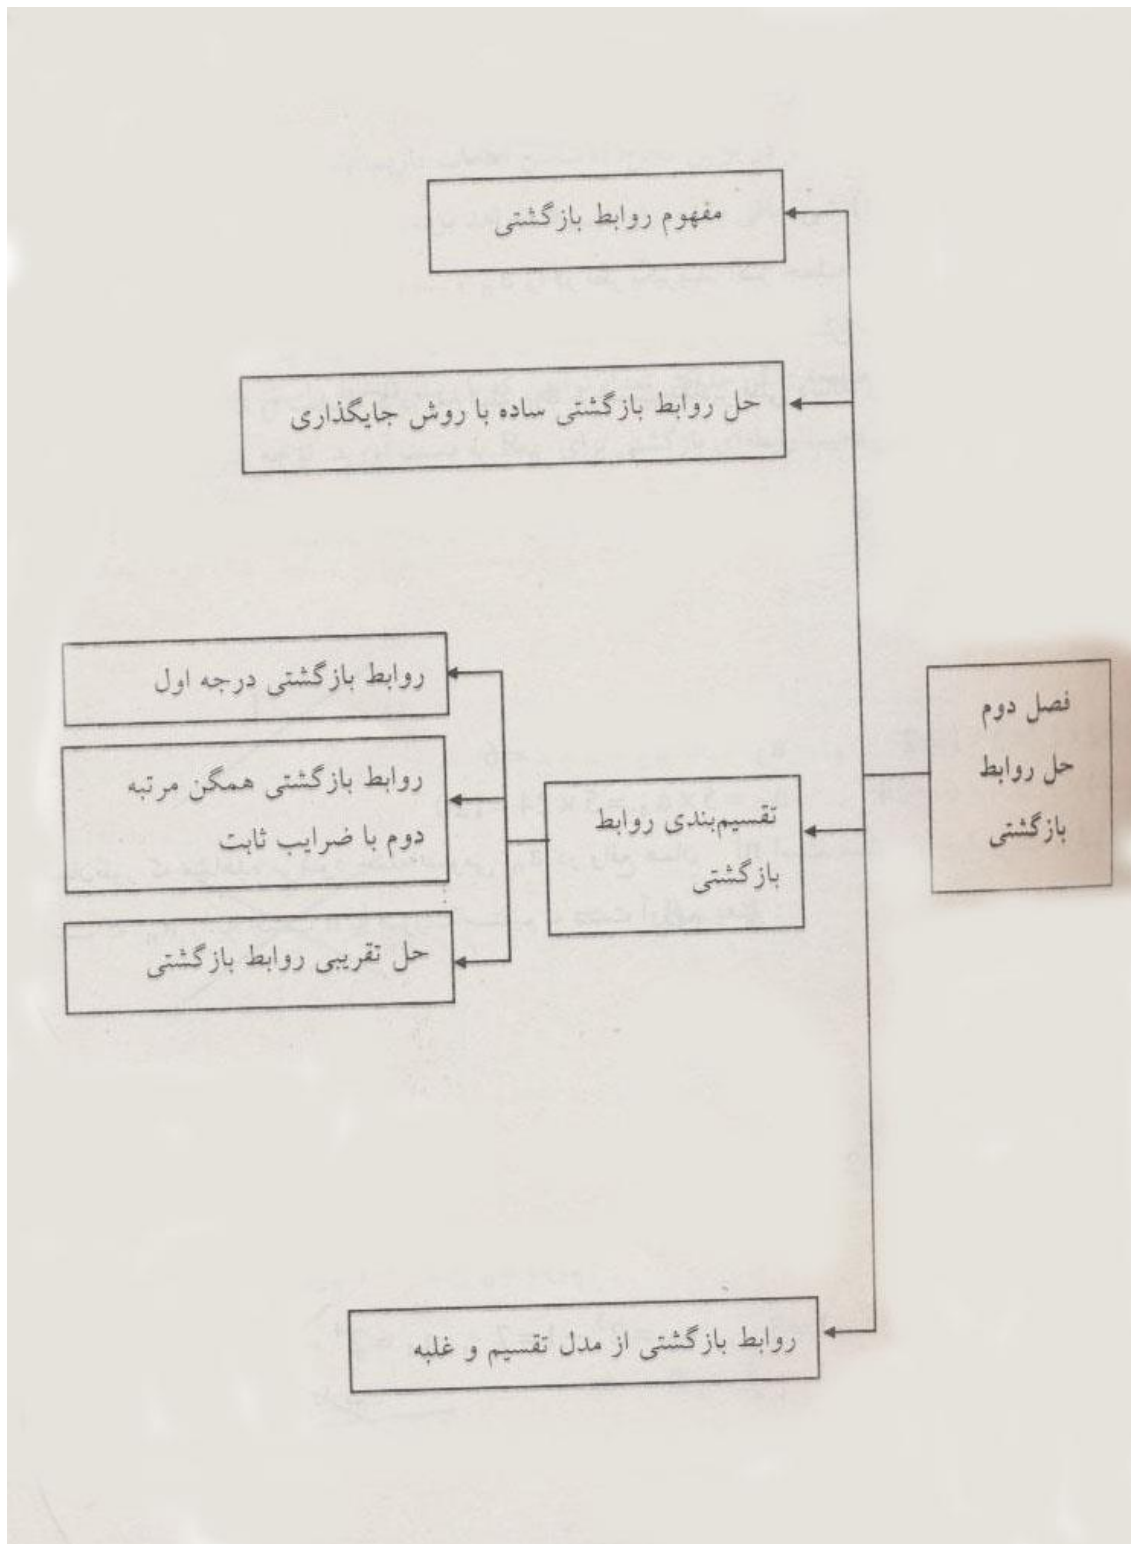 فصل دوم
حل روابط
بازگشتی
مفهوم روابط بازگشتی
حل روابط بازگشتی ساده با روش جایگذاری
تقسیم‌بندی روابط
بازگشتی
روابط بازگشتی درجه اول
روابط بازگشتی همگن مرتبه
دوم با ضرایب ثابت
حل تقریبی روابط بازگشتی
روابط بازگشتی از مدل تقسیم و غلبه